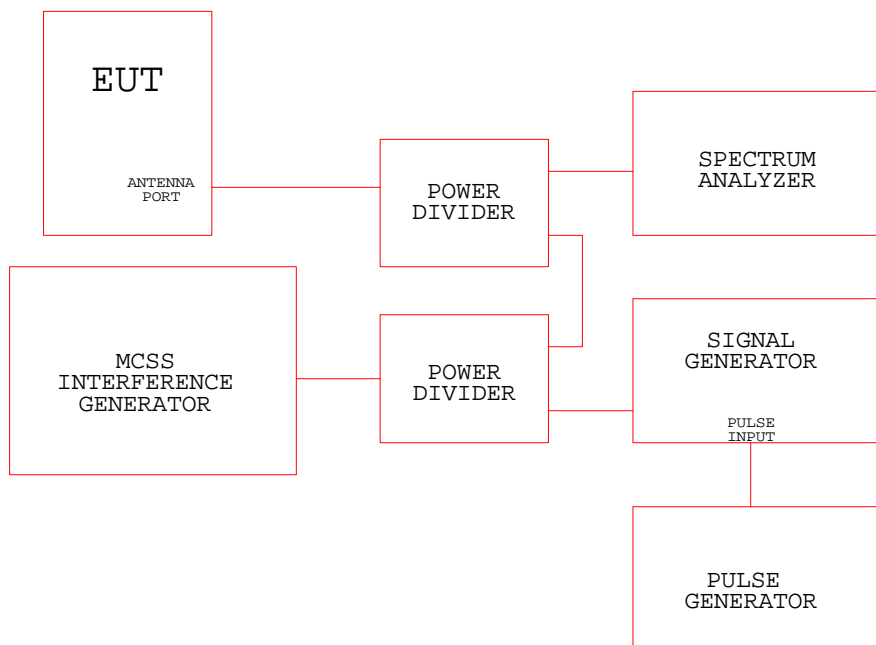 EUT
ANTENNA
PORT
POWER
DIVIDER
SPECTRUM
ANALYZER
MCSS
INTERFERENCE
GENERATOR
POWER
DIVIDER
SIGNAL
GENERATOR
PULSE
INPUT
PULSE
GENERATOR